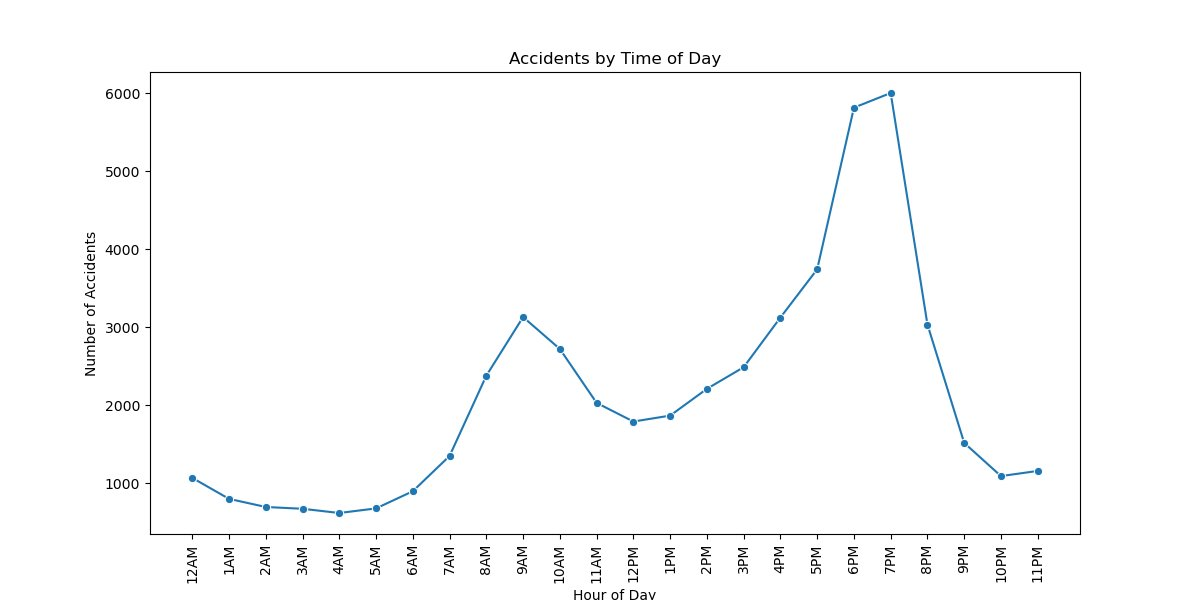 Accidents by Time of Day
Number of Accidents
6000
5000
4000
3000
2000
1000
12AM
1AM
2AM
3AM
4AM
5AM
6AM
7AM
8AM
9AM
10AM
11AM
12PM
1PM
2PM
3PM
4PM
5PM
6PM
7PM
8PM
9PM
10PM
11PM
Hour of Day